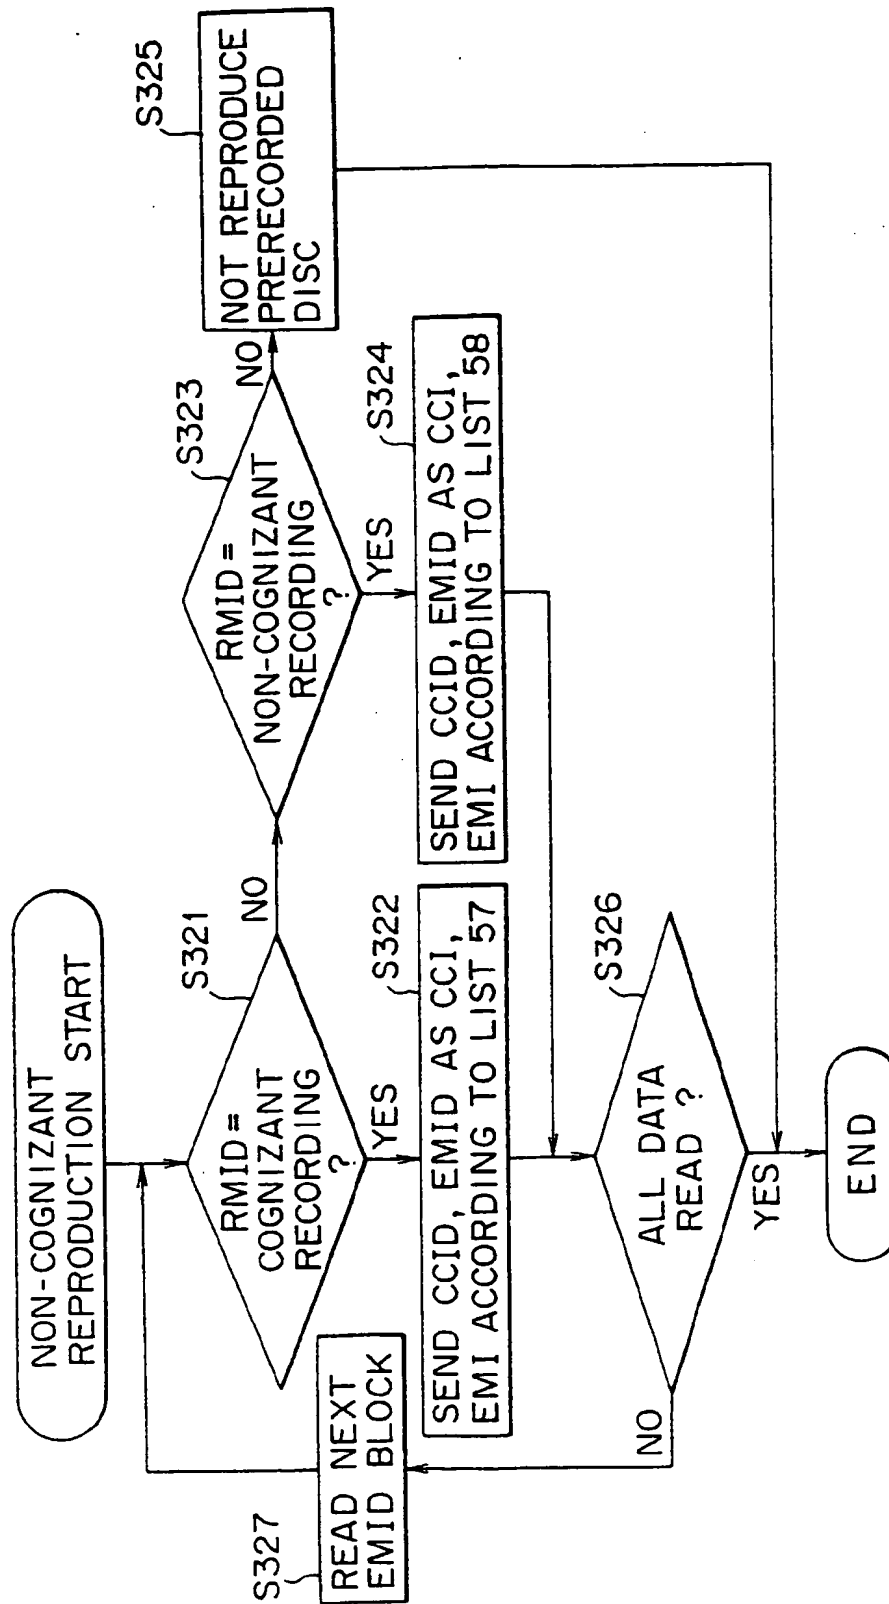 NON-COGNIZANT
REPRODUCTION START
S321
RMID=
COGNIZANT
RECORDING
?
NO
YES
S323
RMID=
NON-COGNIZANT
RECORDING
?
NO
YES
S325
NOT REPRODUCE
PRERECORDED
DISC
S322
SEND CCID, EMID AS CCI,
EMI ACCORDING TO LIST 57
S324
SEND CCID, EMID AS CCI,
EMI ACCORDING TO LIST 58
S327
READ NEXT
EMID BLOCK
S326
ALL DATA
READ ?
NO
YES
END